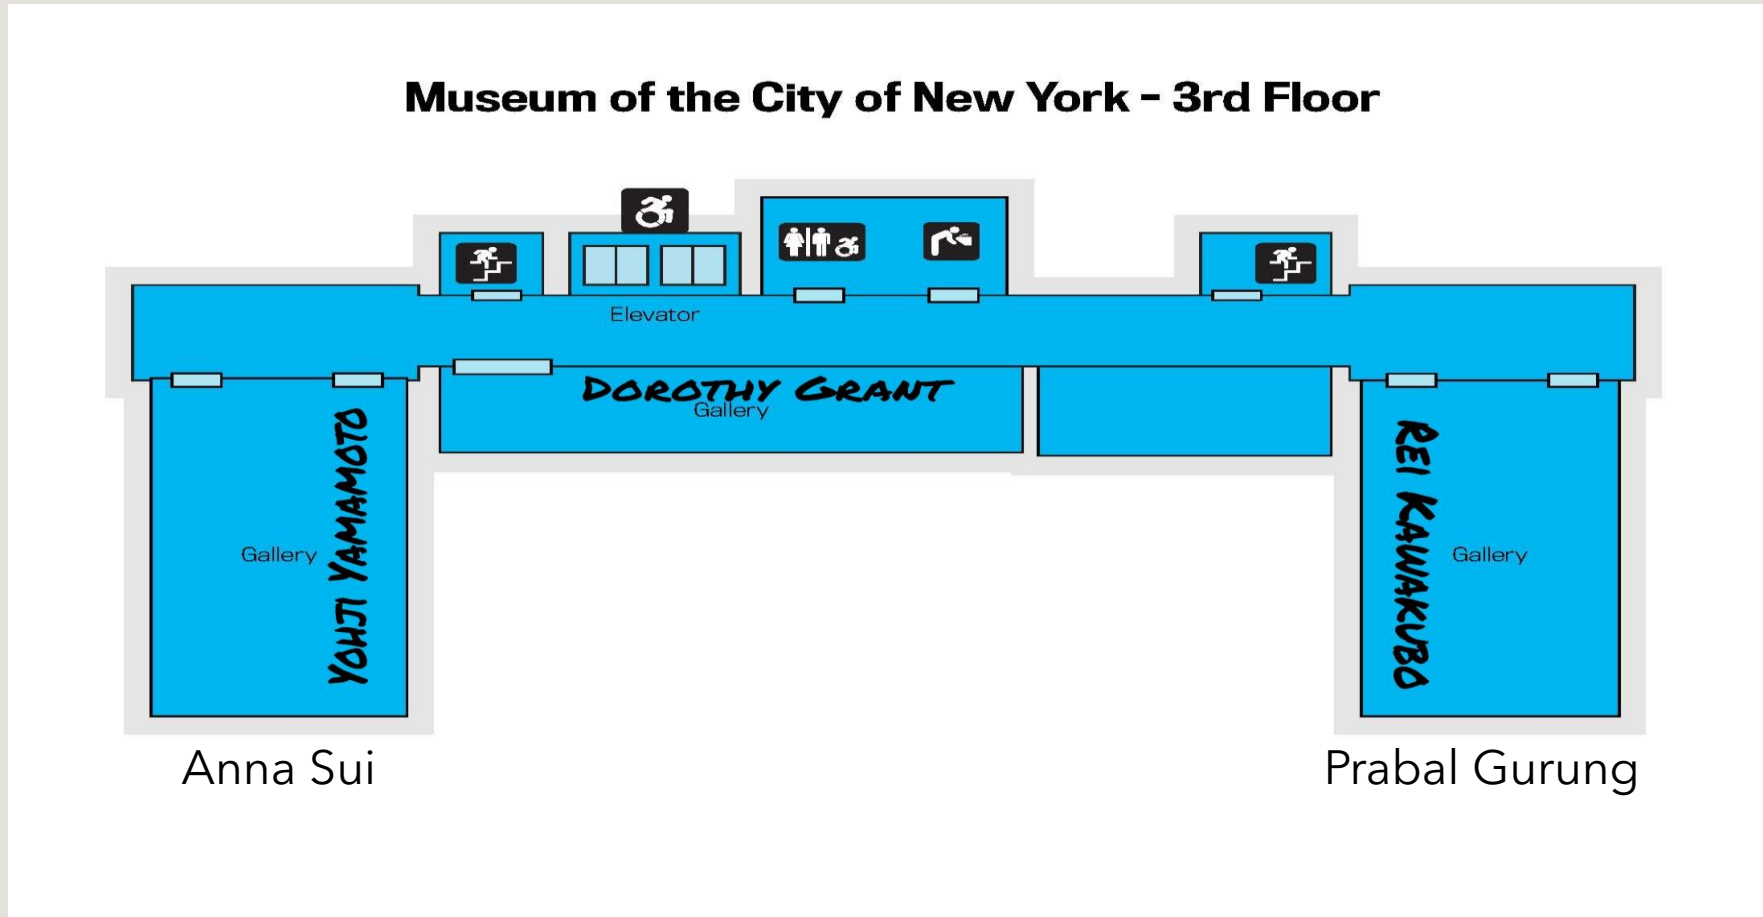 Museum of the City of New York - 3rd Floor
Elevator
DOROTHY GRANT
Gallery
YOHJI YAMAMOTO
Gallery
REI KAWAKUBO
Gallery
Anna Sui
Prabal Gurung